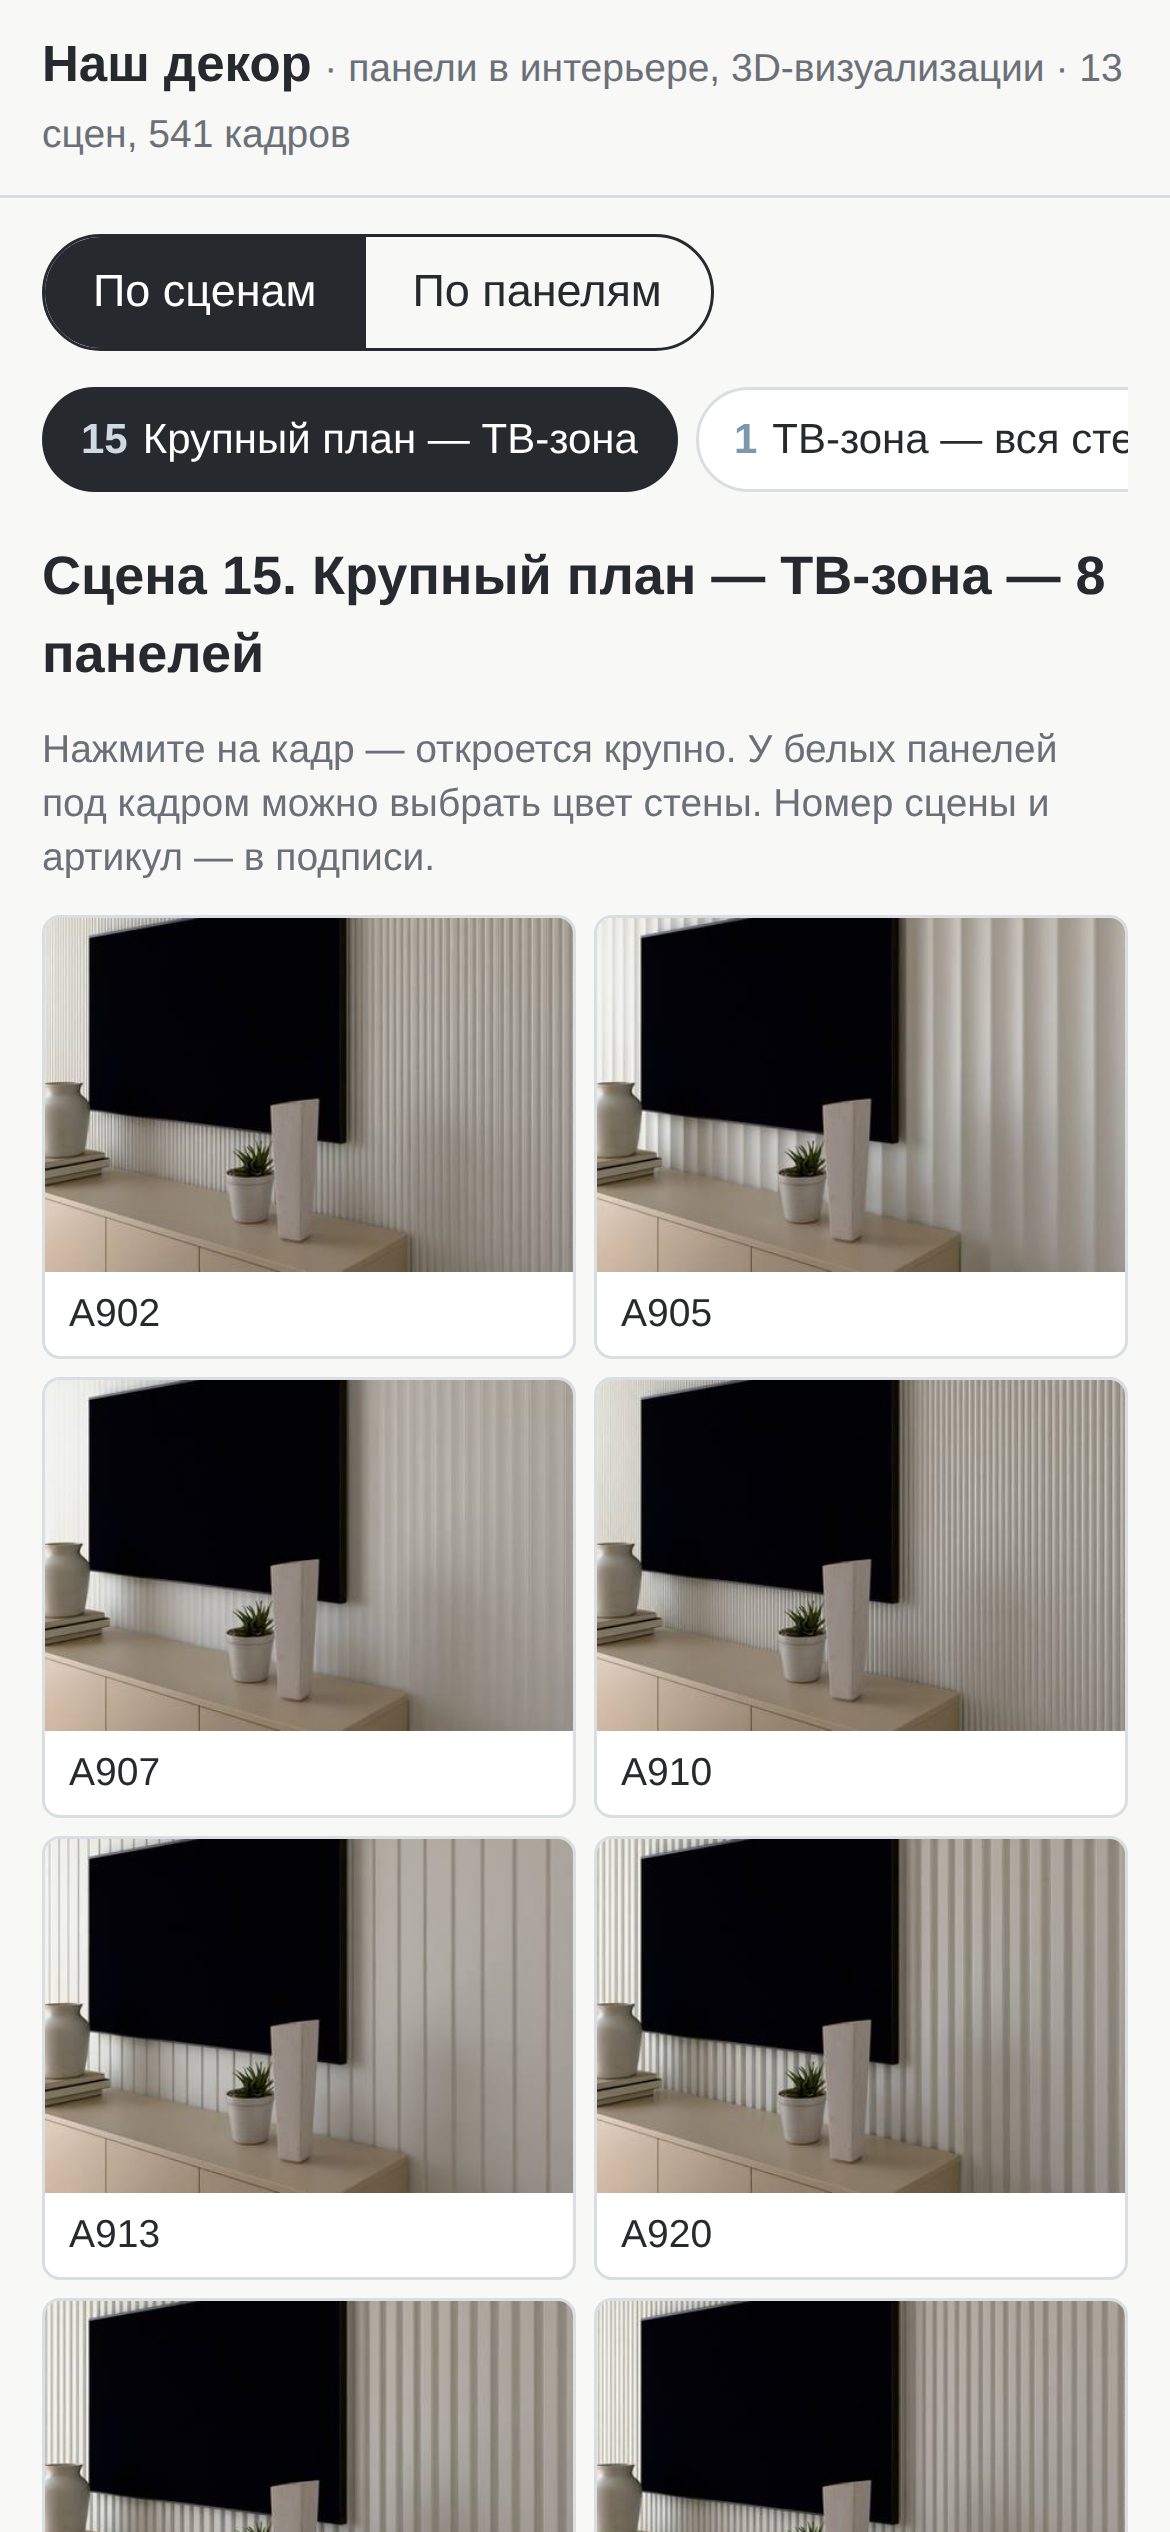 Наш декор · панели в интерьере, 3D-визуализации · 13
сцен, 541 кадров
По сценам
По панелям
15 Крупный план — ТВ-зона
1 ТВ-зона — вся сте
Сцена 15. Крупный план — ТВ-зона — 8
панелей
Нажмите на кадр — откроется крупно. У белых панелей
под кадром можно выбрать цвет стены. Номер сцены и
артикул — в подписи.
A902
A905
A907
A910
A913
A920